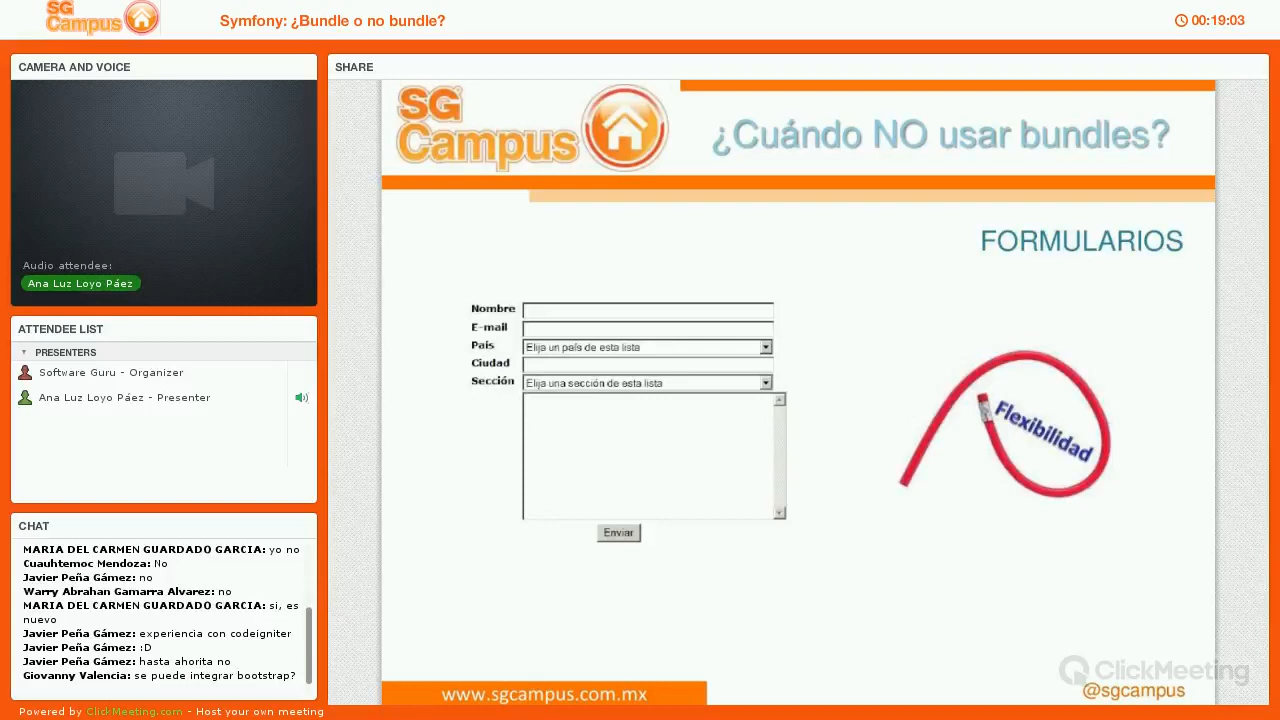 SG
Campus
Symfony: ¿Bundle o no bundle?
00:19:03
CAMERA AND VOICE
Audio attendee:
Ana Luz Loyo Páez
ATTENDEE LIST
PRESENTERS
Software Guru - Organizer
Ana Luz Loyo Páez - Presenter
CHAT
MARIA DEL CARMEN GUARDADO GARCIA: yo no
Cuauhtemoc Mendoza: No
Javier Peña Gámez: no
Warry Abrahan Gamarra Alvarez: no
MARIA DEL CARMEN GUARDADO GARCIA: si, es
nuevo
Javier Peña Gámez: experiencia con codeigniter
Javier Peña Gámez: :D
Javier Peña Gámez: hasta ahorita no
Giovanny Valencia: se puede integrar bootstrap?
SHARE
SG
Campus
¿Cuándo NO usar bundles?
FORMULARIOS
Nombre
E-mail
País
Elija un país de esta lista
Ciudad
Sección
Elija una sección de esta lista
Enviar
Flexibilidad
ClickMeeting
www.sgcampus.com.mx
@sgcampus
Powered by ClickMeeting.com - Host your own meeting